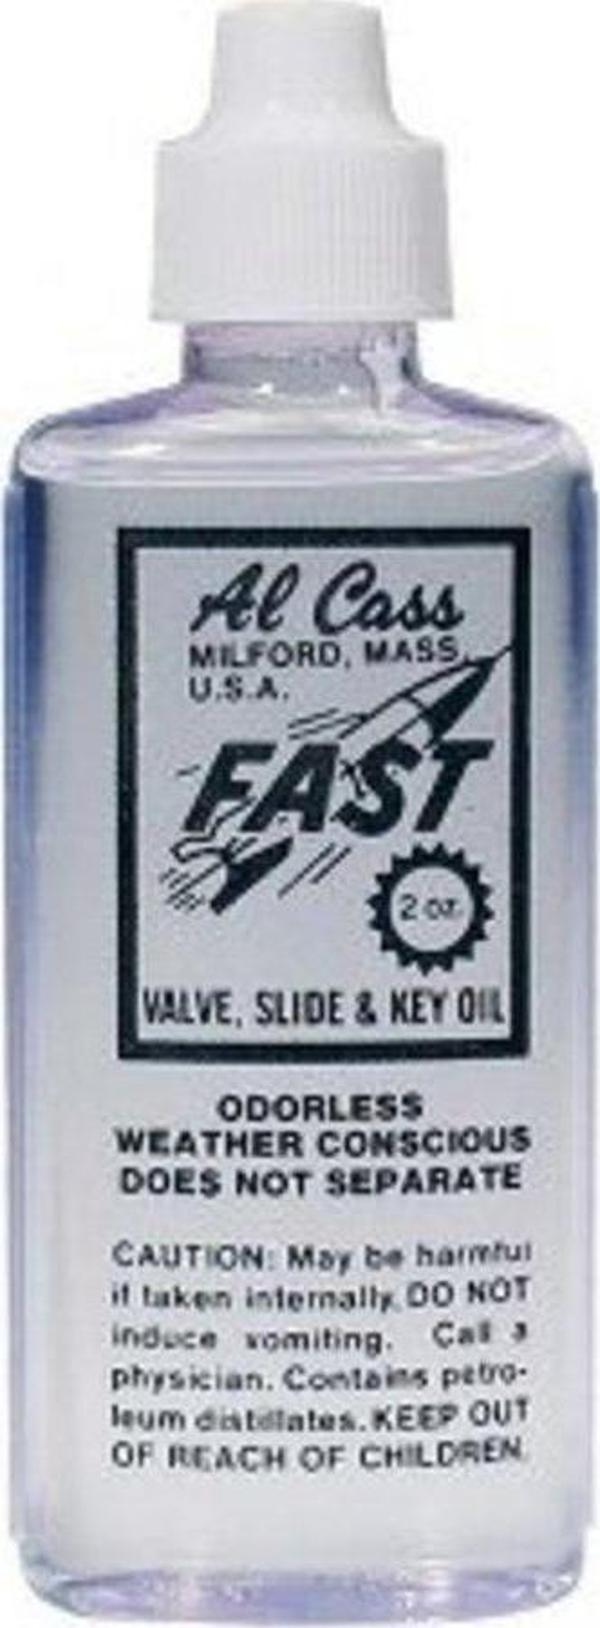 Al Cass
MILFORD, MASS.
U.S.A.
FAST
2 oz.
VALVE, SLIDE & KEY OIL
ODORLESS
WEATHER CONSCIOUS
DOES NOT SEPARATE
CAUTION: May be harmful
if taken internally. DO NOT
induce vomiting. Call a
physician. Contains petro-
leum distillates. KEEP OUT
OF REACH OF CHILDREN.